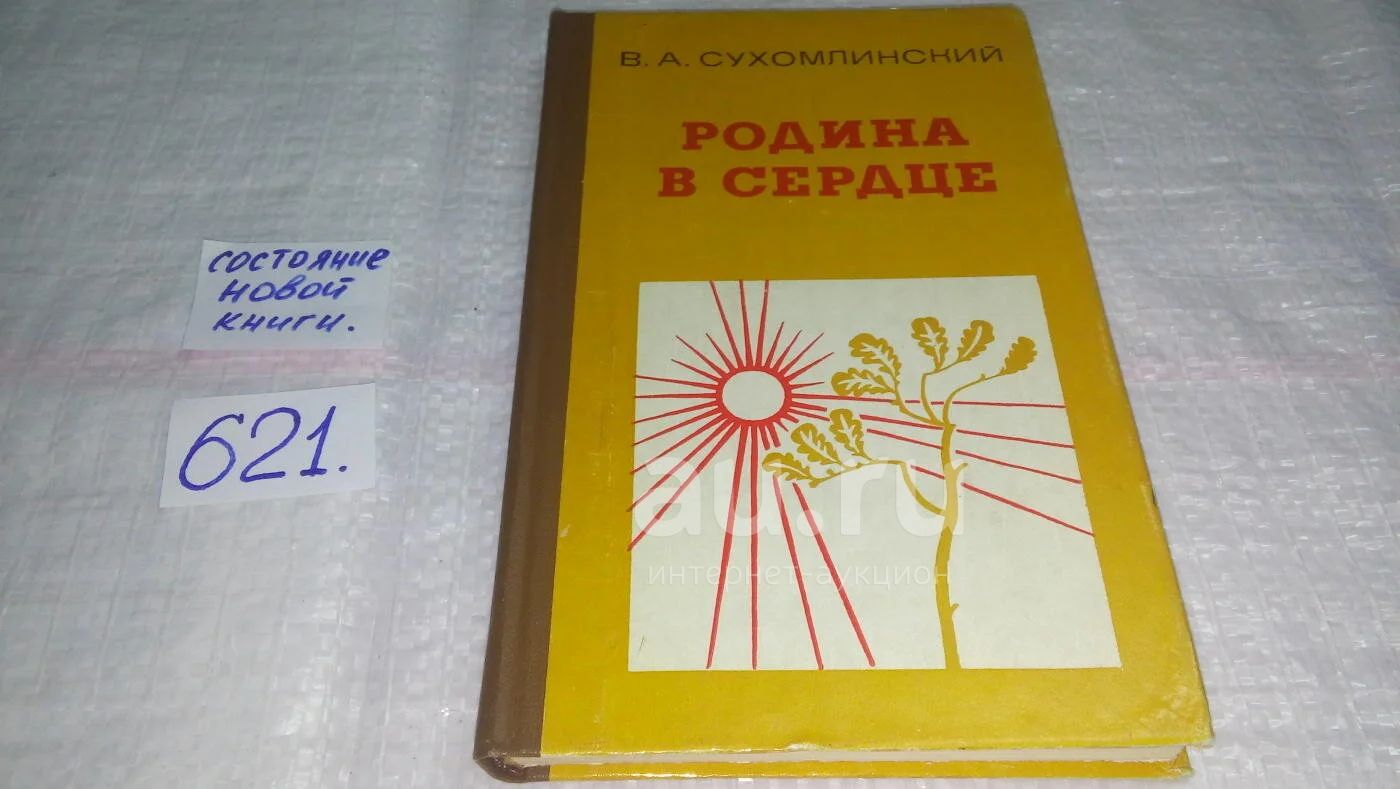 В. А. СУХОМЛИНСКИЙ
РОДИНА
В СЕРДЦЕ
состояние
новой
книги.
621.
au.ru
интернет-аукцион